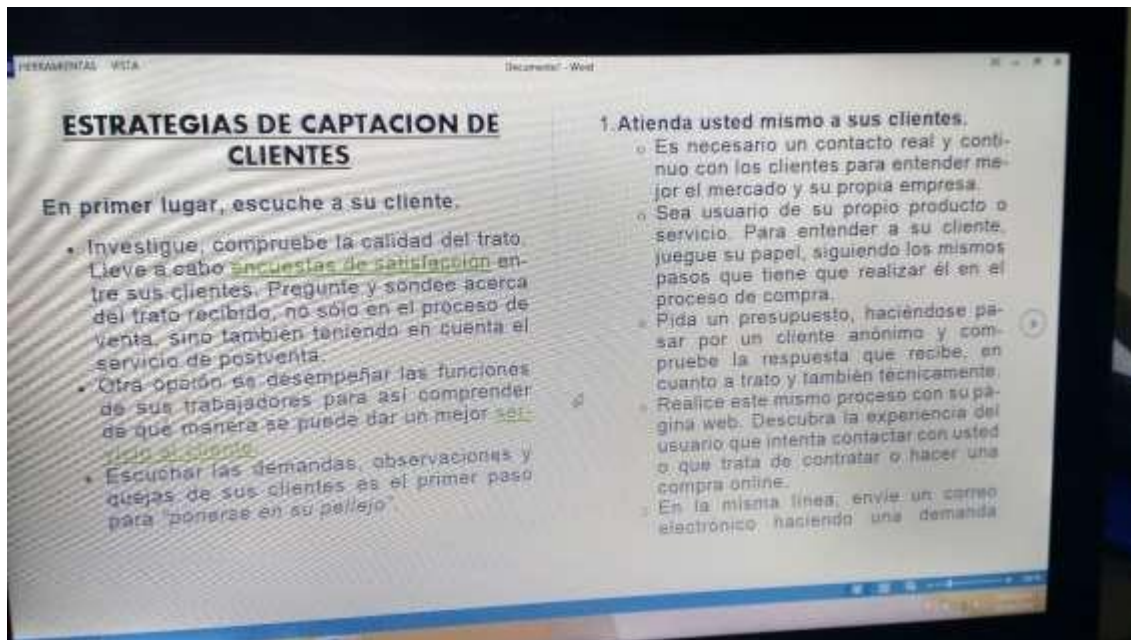 HERRAMIENTAS VISTA
Documento1 - Word
ESTRATEGIAS DE CAPTACION DE
CLIENTES
En primer lugar, escuche a su cliente.
• Investigue, compruebe la calidad del trato.
Lleve a cabo encuestas de satisfacción en-
tre sus clientes. Pregunte y sondee acerca
del trato recibido, no sólo en el proceso de
venta, sino también teniendo en cuenta el
servicio de postventa.
• Otra opción es desempeñar las funciones
de sus trabajadores para así comprender
de qué manera se puede dar un mejor ser-
vicio al cliente.
• Escuchar las demandas, observaciones y
quejas de sus clientes es el primer paso
para "ponerse en su pellejo".
1. Atienda usted mismo a sus clientes.
o Es necesario un contacto real y conti-
nuo con los clientes para entender me-
jor el mercado y su propia empresa.
o Sea usuario de su propio producto o
servicio. Para entender a su cliente,
juegue su papel, siguiendo los mismos
pasos que tiene que realizar él en el
proceso de compra.
o Pida un presupuesto, haciéndose pa-
sar por un cliente anónimo y com-
pruebe la respuesta que recibe, en
cuanto a trato y también técnicamente.
o Realice este mismo proceso con su pá-
gina web. Descubra la experiencia del
usuario que intenta contactar con usted
o que trata de contratar o hacer una
compra online.
o En la misma línea, envíe un correo
electrónico haciendo una demanda